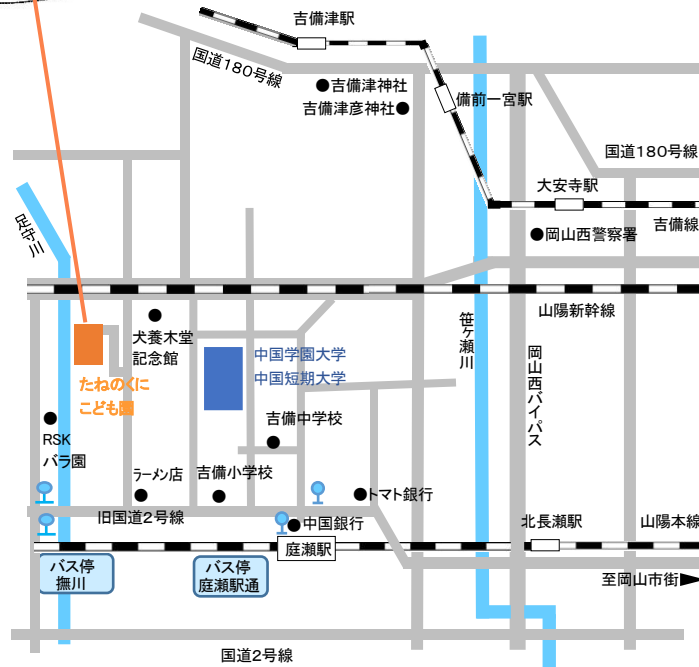 吉備津駅
国道180号線
吉備津神社
吉備津彦神社
備前一宮駅
国道180号線
大安寺駅
吉備線
岡山西警察署
足守川
山陽新幹線
笹ヶ瀬川
岡山西バイパス
犬養木堂
記念館
中国学園大学
中国短期大学
たねのくに
こども園
吉備中学校
RSK
バラ園
ラーメン店
吉備小学校
トマト銀行
旧国道2号線
中国銀行
北長瀬駅
山陽本線
庭瀬駅
バス停
撫川
バス停
庭瀬駅通
至岡山市街
国道2号線